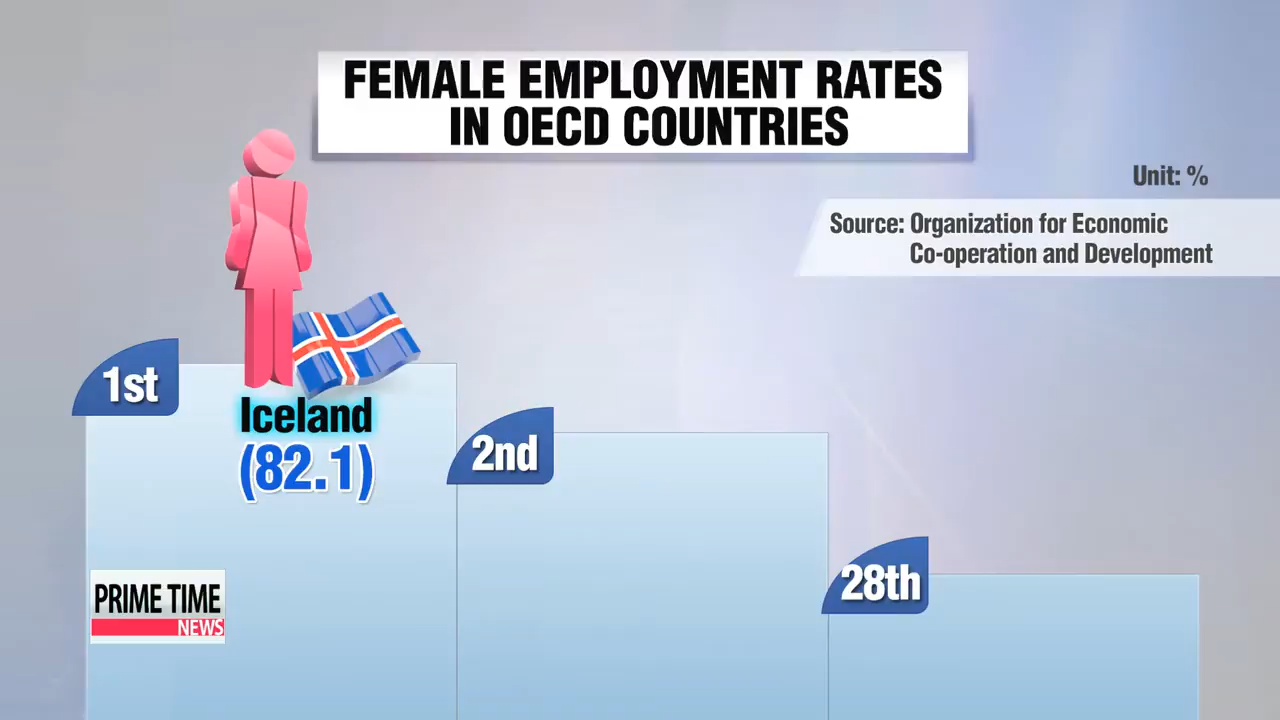 FEMALE EMPLOYMENT RATES
IN OECD COUNTRIES
Unit: %
Source: Organization for Economic
Co-operation and Development
1st
Iceland
(82.1)
2nd
28th
PRIME TIME
NEWS